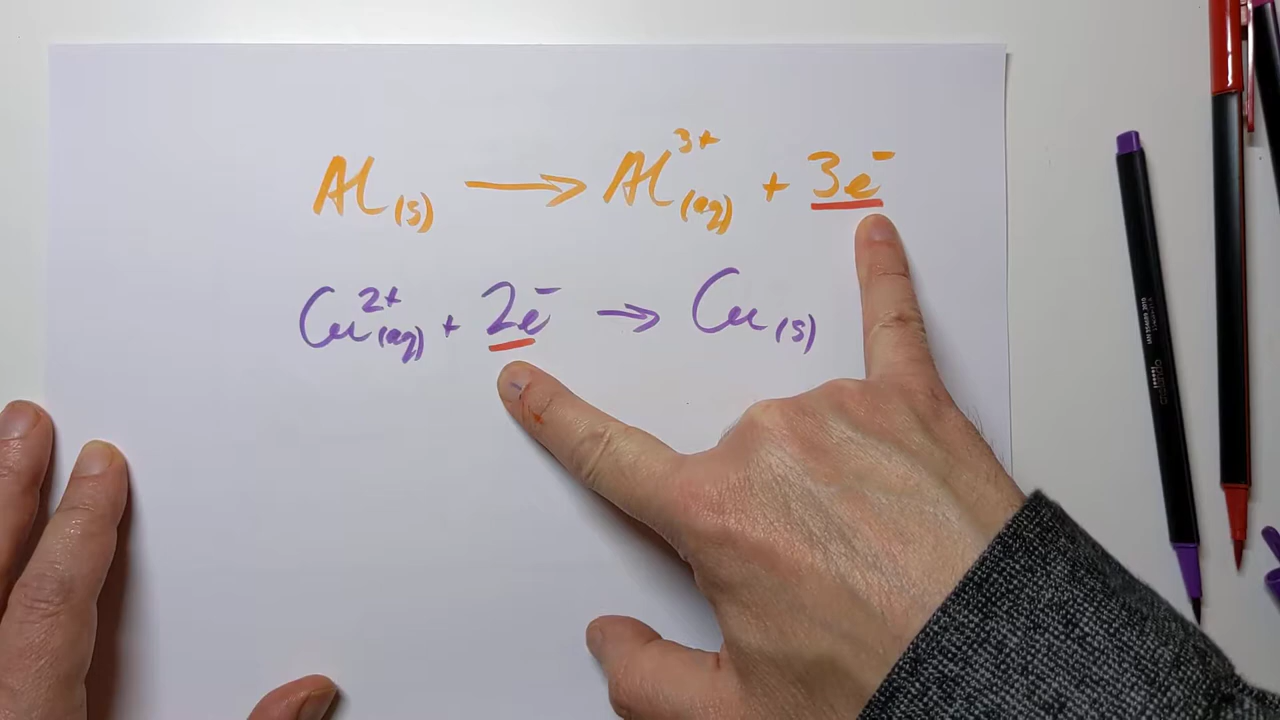 Al(s) → Al³⁺(aq) + 3e⁻
Cu²⁺(aq) + 2e⁻ → Cu(s)